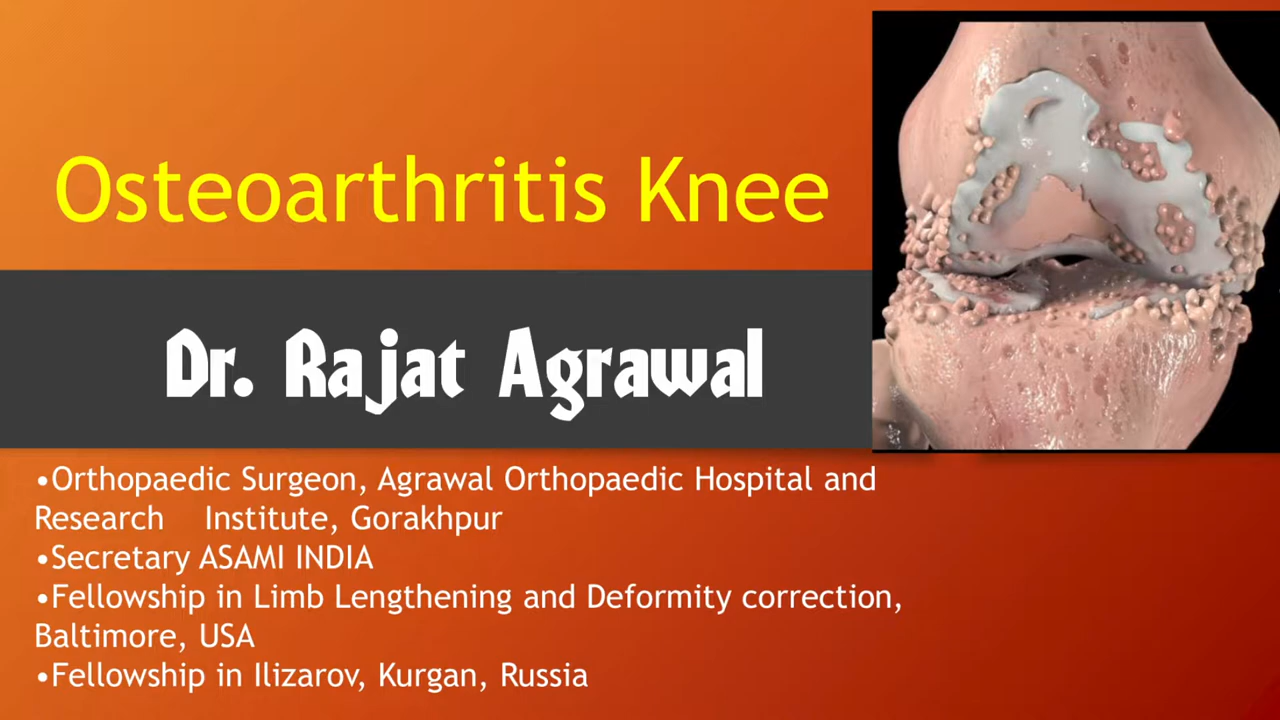 Osteoarthritis Knee
Dr. Rajat Agrawal
•Orthopaedic Surgeon, Agrawal Orthopaedic Hospital and
Research Institute, Gorakhpur
•Secretary ASAMI INDIA
•Fellowship in Limb Lengthening and Deformity correction,
Baltimore, USA
•Fellowship in Ilizarov, Kurgan, Russia